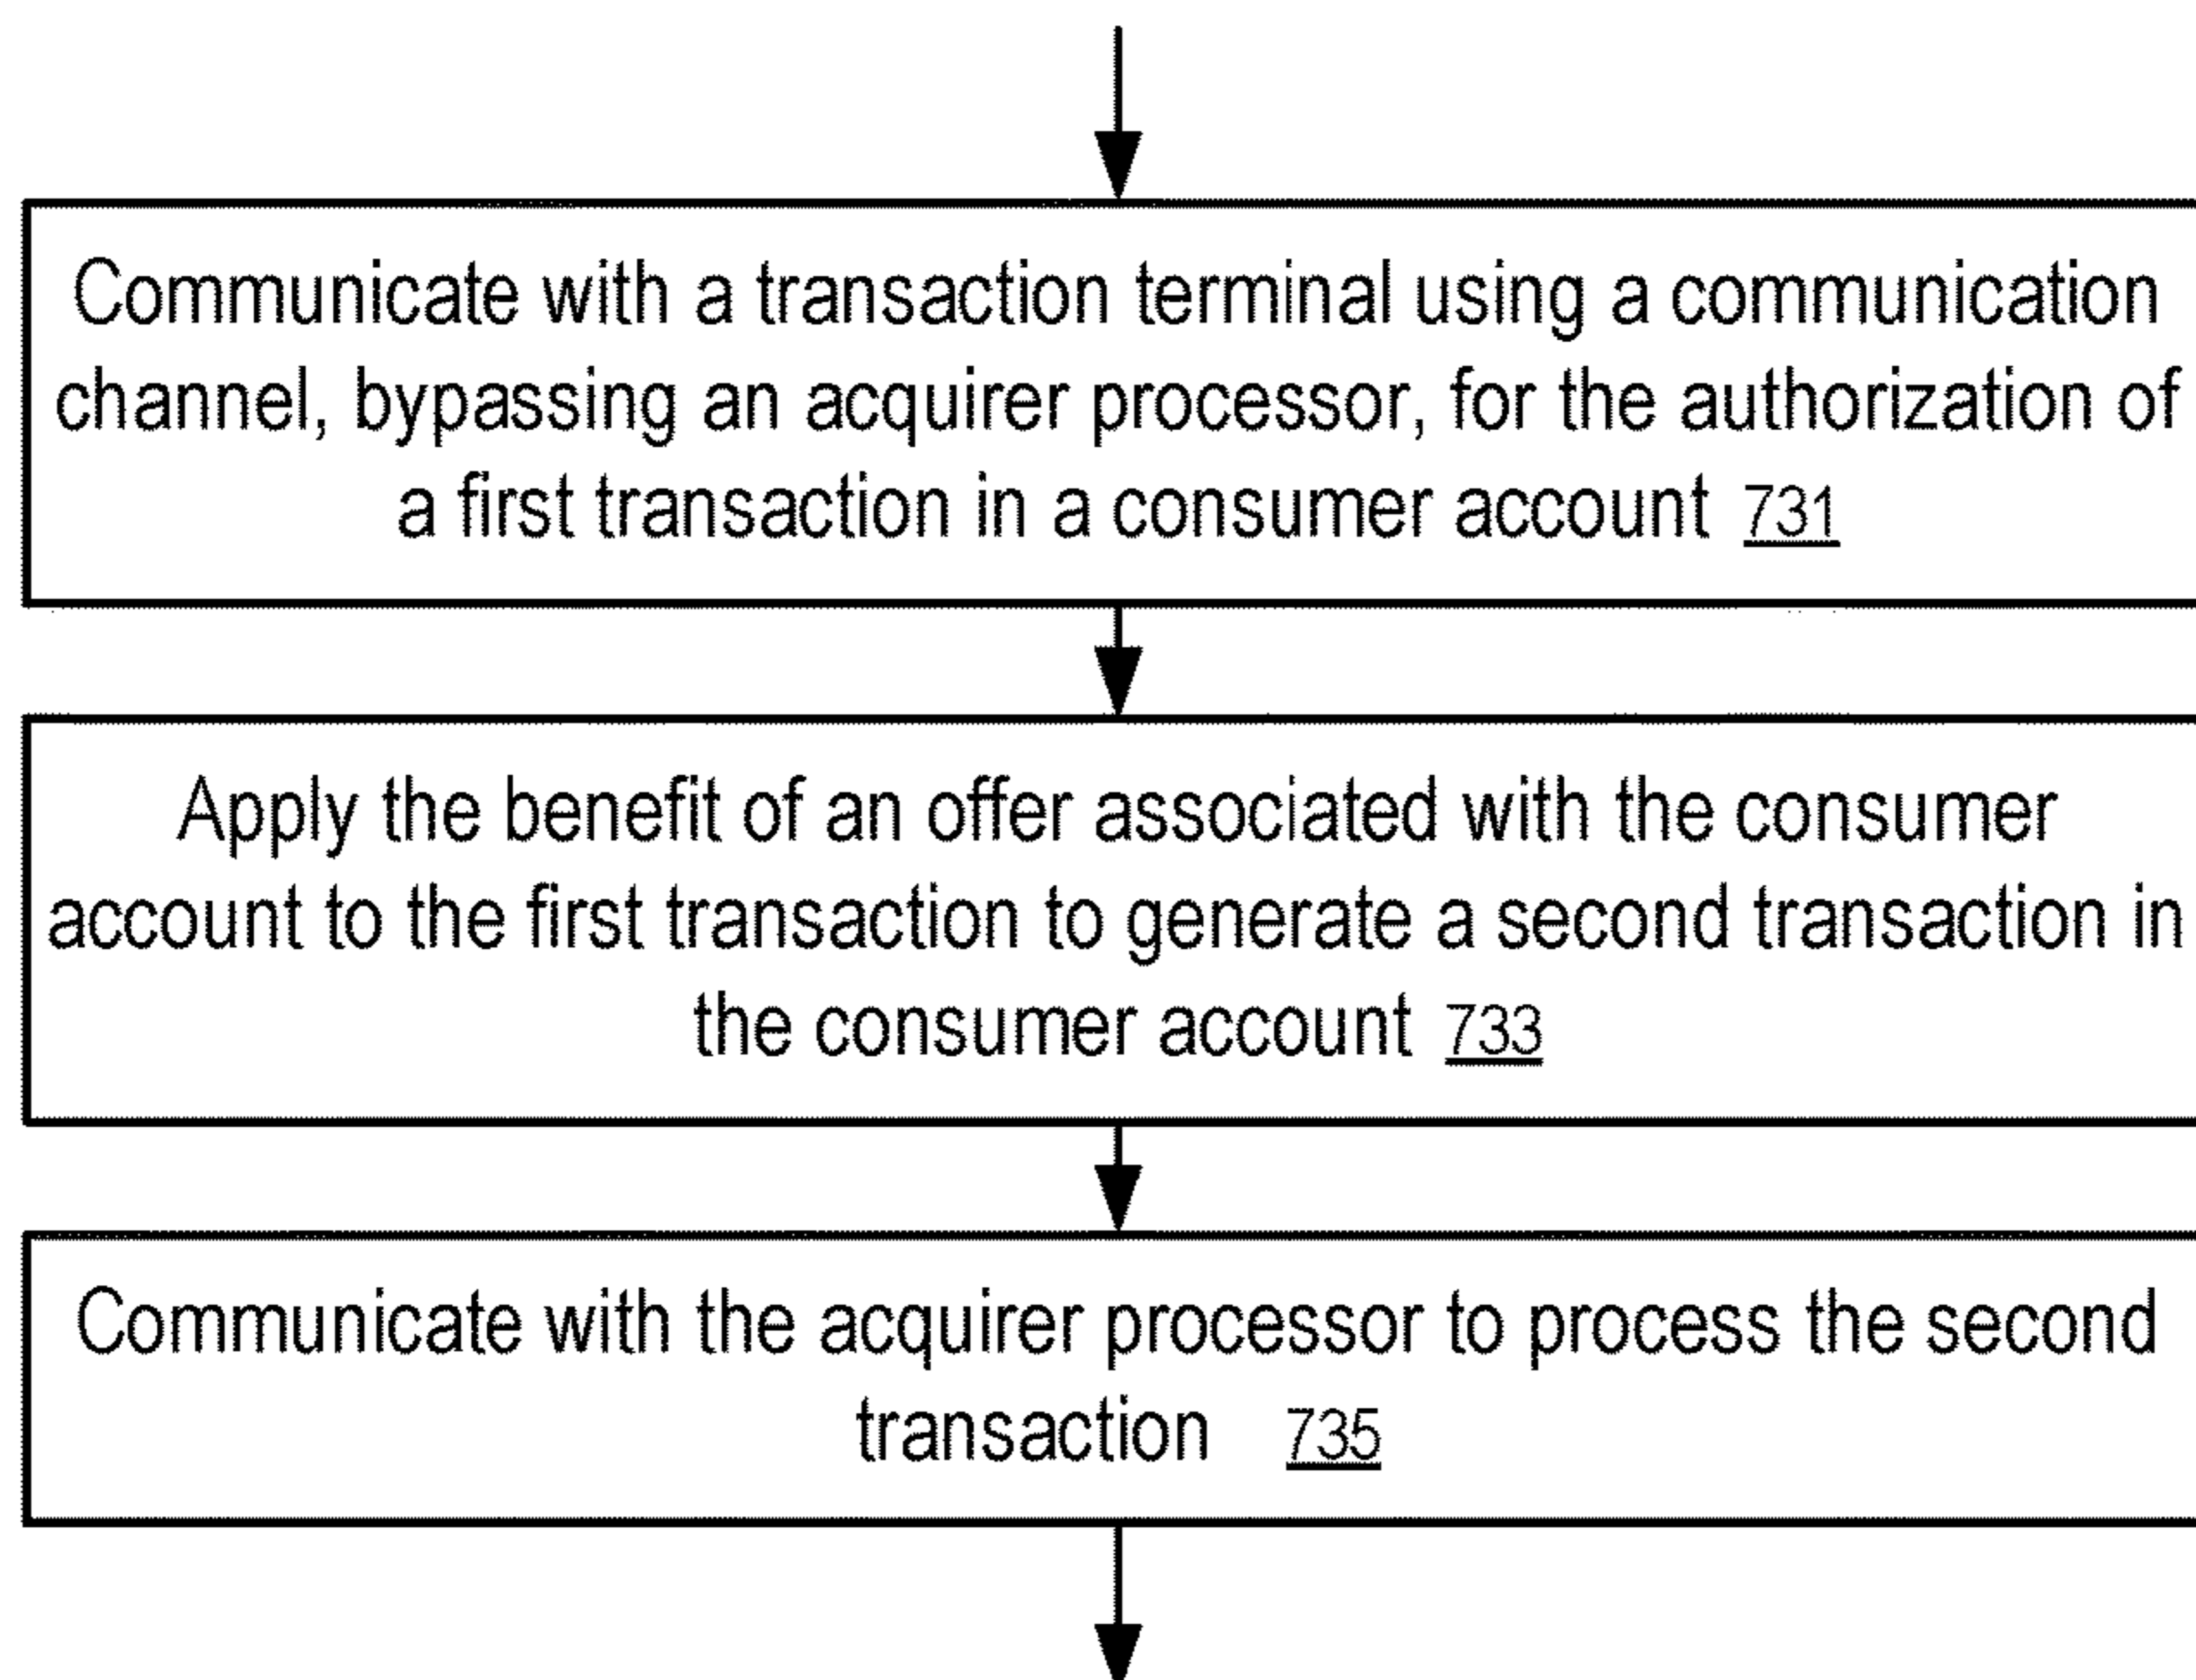 Communicate with a transaction terminal using a communication
channel, bypassing an acquirer processor, for the authorization of
a first transaction in a consumer account 731
Apply the benefit of an offer associated with the consumer
account to the first transaction to generate a second transaction in
the consumer account 733
Communicate with the acquirer processor to process the second
transaction 735